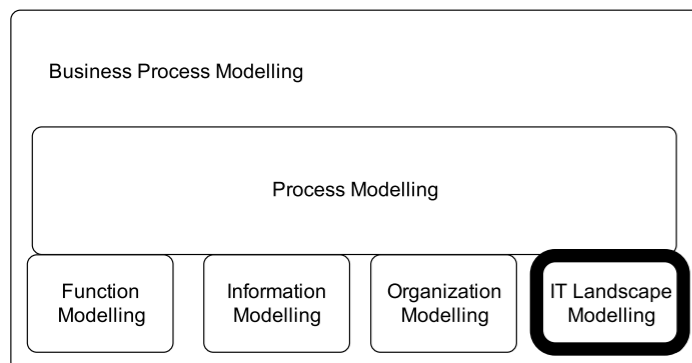 Business Process Modelling
Process Modelling
Function
Modelling
Information
Modelling
Organization
Modelling
IT Landscape
Modelling